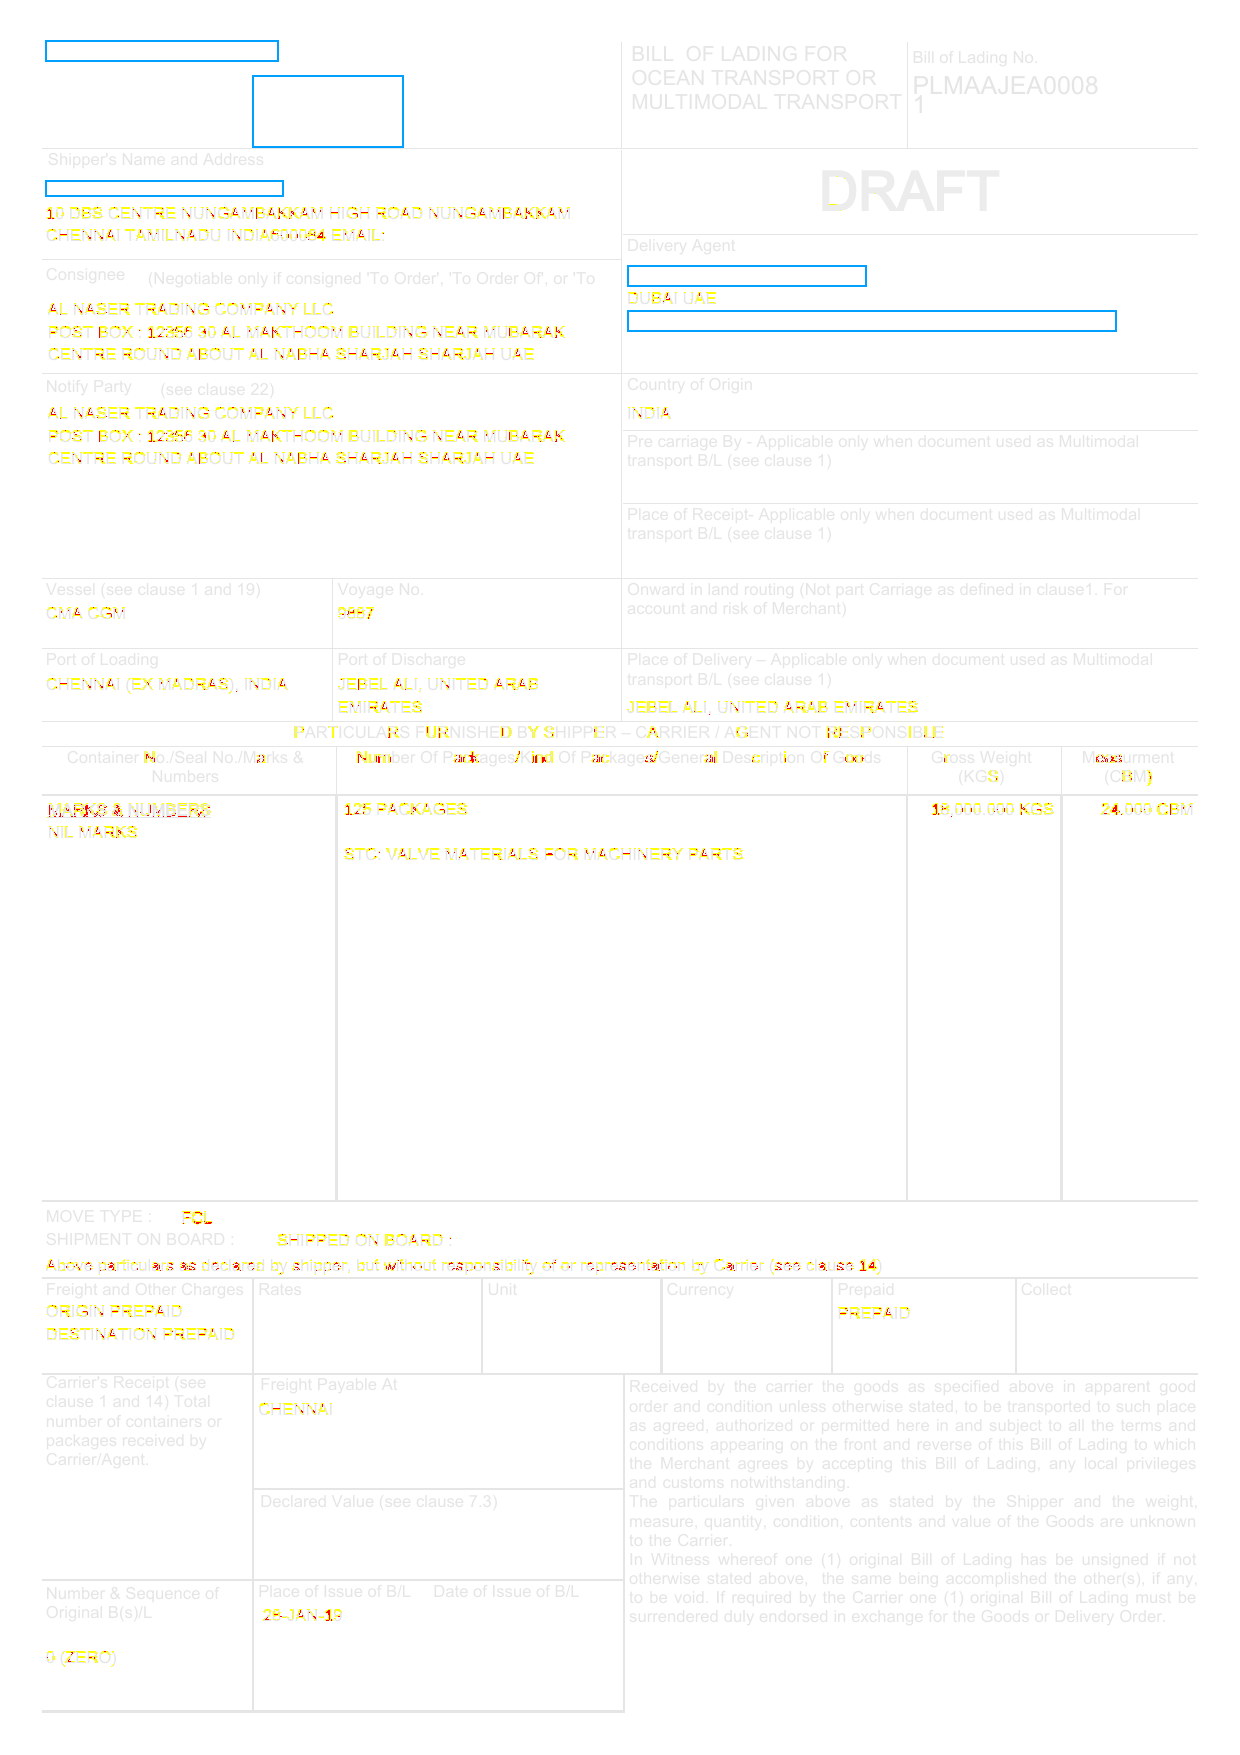 BILL OF LADING FOR
OCEAN TRANSPORT OR
MULTIMODAL TRANSPORT
Bill of Lading No.
PLMAAJEA0008
1
Shipper's Name and Address
DRAFT
10 DBS CENTRE NUNGAMBAKKAM HIGH ROAD NUNGAMBAKKAM
CHENNAI TAMILNADU INDIA600034 EMAIL:
Delivery Agent
DUBAI UAE
Consignee (Negotiable only if consigned 'To Order', 'To Order Of', or 'To
AL NASER TRADING COMPANY LLC
POST BOX : 12355 30 AL MAKTHOOM BUILDING NEAR MUBARAK
CENTRE ROUND ABOUT AL NABHA SHARJAH SHARJAH UAE
Notify Party (see clause 22)
AL NASER TRADING COMPANY LLC
POST BOX : 12355 30 AL MAKTHOOM BUILDING NEAR MUBARAK
CENTRE ROUND ABOUT AL NABHA SHARJAH SHARJAH UAE
Country of Origin
INDIA
Pre carriage By - Applicable only when document used as Multimodal
transport B/L (see clause 1)
Place of Receipt- Applicable only when document used as Multimodal
transport B/L (see clause 1)
Vessel (see clause 1 and 19)
CMA CGM
Voyage No.
Onward in land routing (Not part Carriage as defined in clause1. For
account and risk of Merchant)
Port of Loading
CHENNAI (EX MADRAS), INDIA
Port of Discharge
JEBEL ALI, UNITED ARAB
EMIRATES
Place of Delivery – Applicable only when document used as Multimodal
transport B/L (see clause 1)
JEBEL ALI, UNITED ARAB EMIRATES
PARTICULARS FURNISHED BY SHIPPER – CARRIER / AGENT NOT RESPONSIBLE
Container No./Seal No./Marks &
Numbers
Number Of Packages/Kind Of Packages/General Description Of Goods
Gross Weight
(KGS)
Measurment
(CBM)
MARKS & NUMBERS
NIL MARKS
125 PACKAGES
STC: VALVE MATERIALS FOR MACHINERY PARTS
18,000.000 KGS
24.000 CBM
MOVE TYPE : FCL
SHIPMENT ON BOARD : SHIPPED ON BOARD :
Above particulars as declared by shipper, but without responsibility of or representation by Carrier (see clause 14)
Freight and Other Charges
ORIGIN PREPAID
DESTINATION PREPAID
Rates
Unit
Currency
Prepaid
PREPAID
Collect
Carrier's Receipt (see
clause 1 and 14) Total
number of containers or
packages received by
Carrier/Agent.
Freight Payable At
CHENNAI
Declared Value (see clause 7.3)
Received by the carrier the goods as specified above in apparent good
order and condition unless otherwise stated, to be transported to such place
as agreed, authorized or permitted here in and subject to all the terms and
conditions appearing on the front and reverse of this Bill of Lading to which
the Merchant agrees by accepting this Bill of Lading, any local privileges
and customs notwithstanding.
The particulars given above as stated by the Shipper and the weight,
measure, quantity, condition, contents and value of the Goods are unknown
to the Carrier.
In Witness whereof one (1) original Bill of Lading has be unsigned if not
otherwise stated above, the same being accomplished the other(s), if any,
to be void. If required by the Carrier one (1) original Bill of Lading must be
surrendered duly endorsed in exchange for the Goods or Delivery Order.
Number & Sequence of
Original B(s)/L
0 (ZERO)
Place of Issue of B/L Date of Issue of B/L